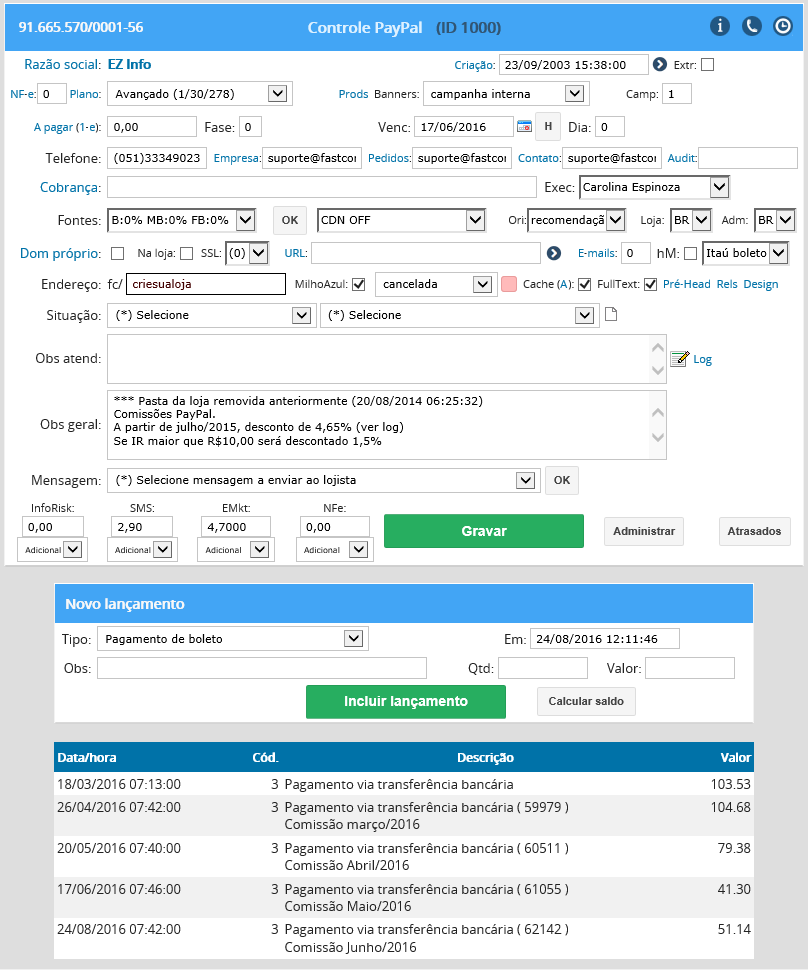 91.665.570/0001-56 Controle PayPal (ID 1000)
Razão social: EZ Info Criação: 23/09/2003 15:38:00 Extr:
NF-e: 0 Plano: Avançado (1/30/278) Prods Banners: campanha interna Camp: 1
A pagar (1-e): 0,00 Fase: 0 Venc: 17/06/2016 H Dia: 0
Telefone: (051)33349023 Empresa: suporte@fastcor Pedidos: suporte@fastcor Contato: suporte@fastcor Audit:
Cobrança: Exec: Carolina Espinoza
Fontes: B:0% MB:0% FB:0% OK CDN OFF Ori: recomendaçã Loja: BR Adm: BR
Dom próprio: Na loja: SSL: (0) URL: E-mails: 0 hM: Itaú boleto
Endereço: fc/ criesualoja MilhoAzul: cancelada Cache (A): FullText: Pré-Head Rels Design
Situação: (*) Selecione (*) Selecione
Obs atend: Log
Obs geral: *** Pasta da loja removida anteriormente (20/08/2014 06:25:32)
Comissões PayPal.
A partir de julho/2015, desconto de 4,65% (ver log)
Se IR maior que R$10,00 será descontado 1,5%
Mensagem: (*) Selecione mensagem a enviar ao lojista OK
InfoRisk: SMS: EMkt: NFe:
0,00 2,90 4,7000 0,00 Gravar Administrar Atrasados
Adicional Adicional Adicional Adicional
Novo lançamento
Tipo: Pagamento de boleto Em: 24/08/2016 12:11:46
Obs: Qtd: Valor:
Incluir lançamento Calcular saldo
Data/hora Cód. Descrição Valor
18/03/2016 07:13:00 3 Pagamento via transferência bancária 103.53
26/04/2016 07:42:00 3 Pagamento via transferência bancária ( 59979 ) 104.68
Comissão março/2016
20/05/2016 07:40:00 3 Pagamento via transferência bancária ( 60511 ) 79.38
Comissão Abril/2016
17/06/2016 07:46:00 3 Pagamento via transferência bancária ( 61055 ) 41.30
Comissão Maio/2016
24/08/2016 07:42:00 3 Pagamento via transferência bancária ( 62142 ) 51.14
Comissão Junho/2016